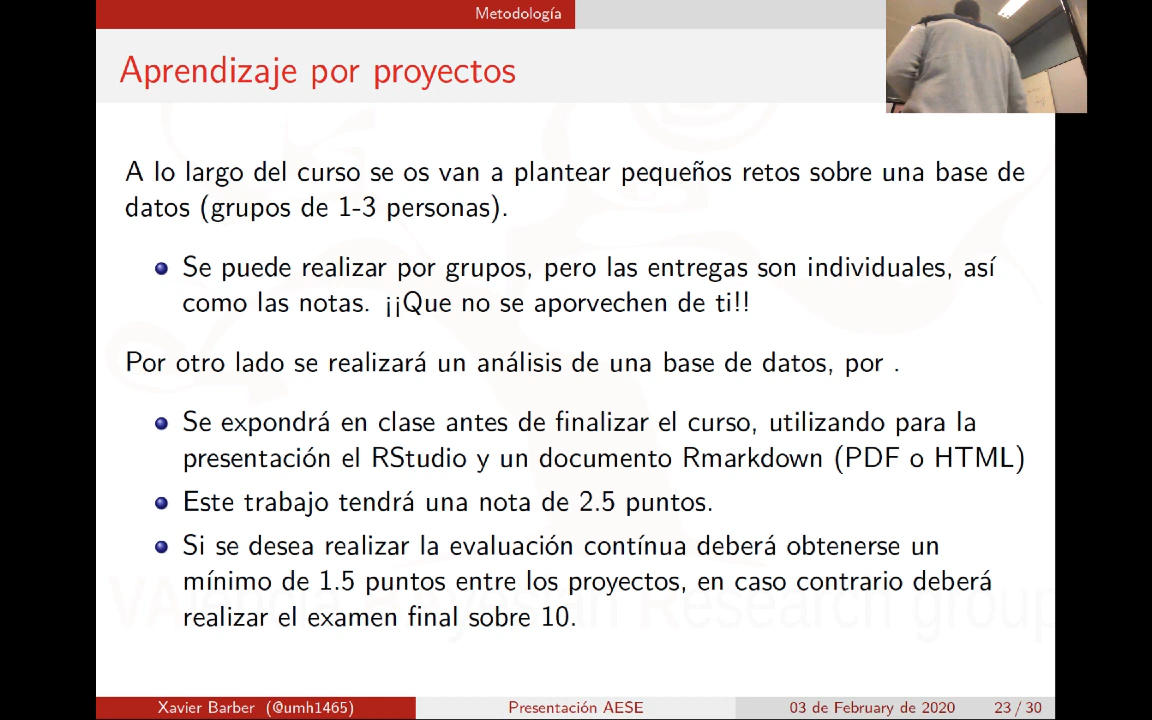 Metodología
Aprendizaje por proyectos
A lo largo del curso se os van a plantear pequeños retos sobre una base de
datos (grupos de 1-3 personas).
Se puede realizar por grupos, pero las entregas son individuales, así
como las notas. ¡¡Que no se aporvechen de ti!!
Por otro lado se realizará un análisis de una base de datos, por .
Se expondrá en clase antes de finalizar el curso, utilizando para la
presentación el RStudio y un documento Rmarkdown (PDF o HTML)
Este trabajo tendrá una nota de 2.5 puntos.
Si se desea realizar la evaluación contínua deberá obtenerse un
mínimo de 1.5 puntos entre los proyectos, en caso contrario deberá
realizar el examen final sobre 10.
VAlencia BAyesian Research group
Xavier Barber (@umh1465)
Presentación AESE
03 de February de 2020
23 / 30